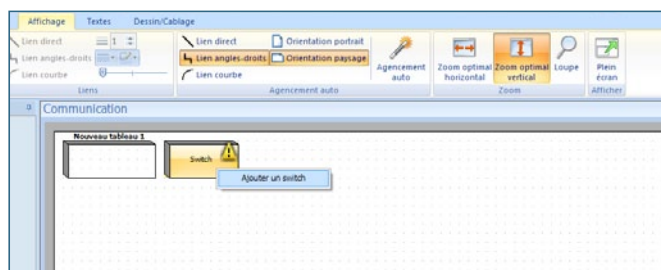 Affichage Textes Dessin/Cablage
Lien direct 1 Lien direct Orientation portrait
Lien angles-droits Lien angles-droits Orientation paysage Agencement auto Zoom optimal horizontal Zoom optimal vertical Loupe Plein écran
Lien courbe Lien courbe
Liens Agencement auto Zoom Afficher
Communication
Nouveau tableau 1
Switch
Ajouter un switch